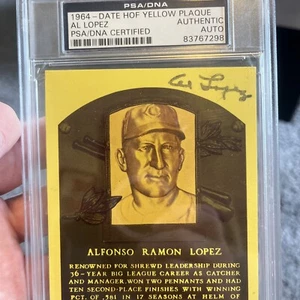 PSA/DNA
1964-DATE HOF YELLOW PLAQUE
AL LOPEZ
PSA/DNA CERTIFIED
AUTHENTIC
AUTO
83767298
Al Lopez
ALFONSO RAMON LOPEZ
RENOWNED FOR SHREWD LEADERSHIP DURING
36-YEAR BIG LEAGUE CAREER AS CATCHER
AND MANAGER. WON TWO PENNANTS AND HAD
TEN SECOND-PLACE FINISHES WITH WINNING
PCT. OF .581 IN 17 SEASONS AT HELM OF